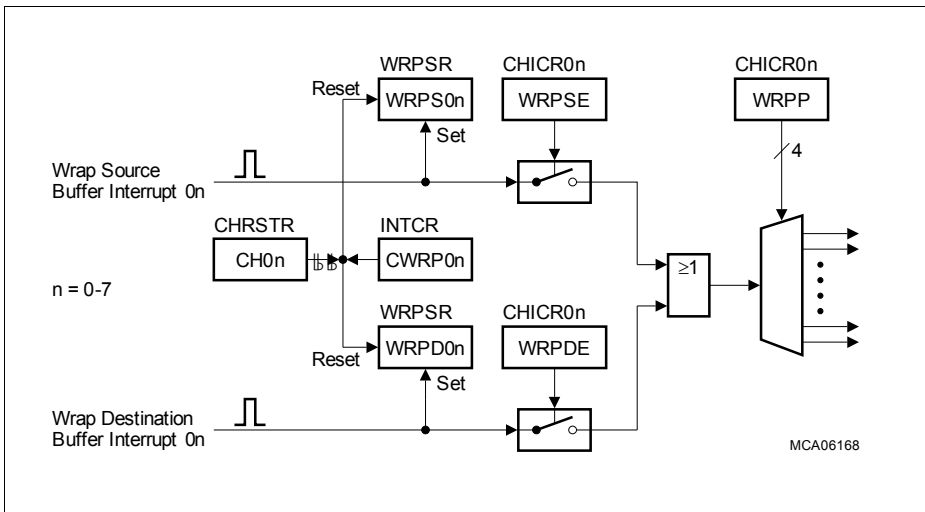 WRPSR
CHICR0n
CHICR0n
Reset
WRPS0n
WRPSE
WRPP
Set
4
Wrap Source
Buffer Interrupt 0n
CHRSTR
INTCR
CH0n
CWRP0n
≥1
n = 0-7
WRPSR
CHICR0n
Reset
WRPD0n
WRPDE
Set
Wrap Destination
Buffer Interrupt 0n
MCA06168